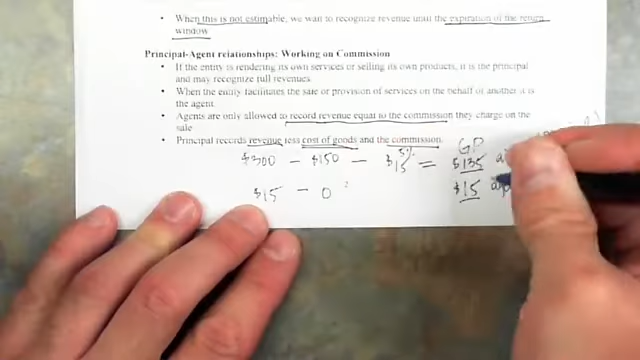 • When this is not estimable, we want to recognize revenue until the expiration of the return
window
Principal-Agent relationships: Working on Commission
• If the entity is rendering its own services or selling its own products, it is the principal
and may recognize full revenues.
• When the entity facilitates the sale or provision of services on the behalf of another it is
the agent.
• Agents are only allowed to record revenue equal to the commission they charge on the
sale
• Principal records revenue less cost of goods and the commission.
GP
5%
$300 - $150 - $15 = $135
$15 - 0 $15